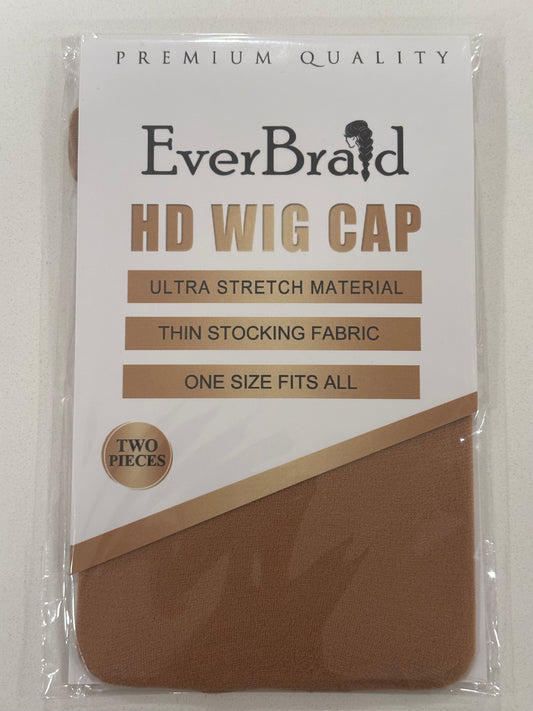 PREMIUM QUALITY
EverBraid
HD WIG CAP
ULTRA STRETCH MATERIAL
THIN STOCKING FABRIC
ONE SIZE FITS ALL
TWO
PIECES